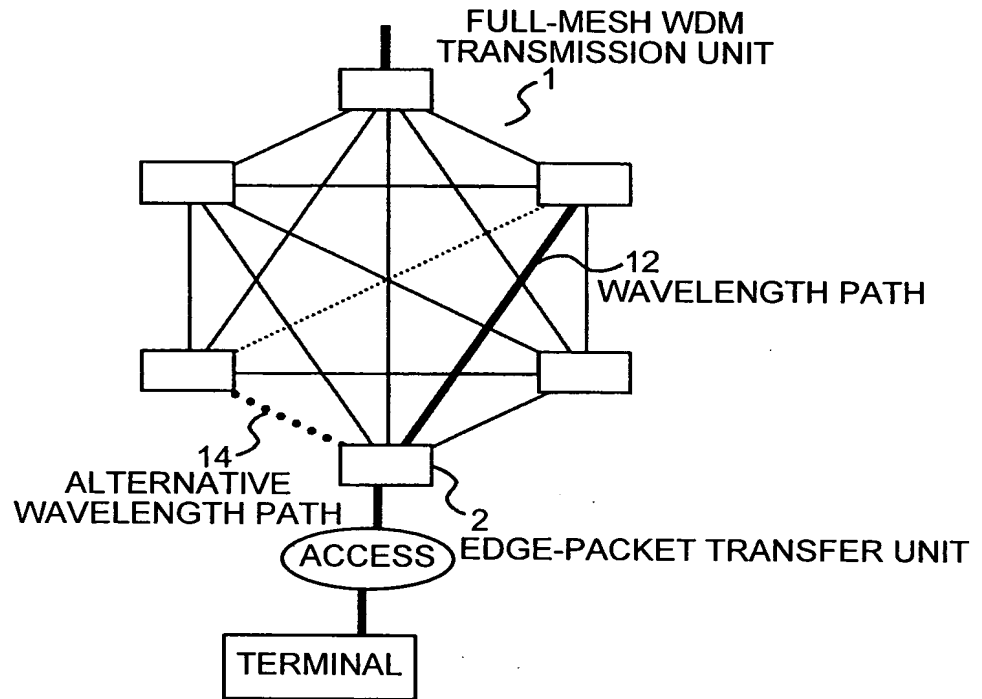 FULL-MESH WDM
TRANSMISSION UNIT
1
12
WAVELENGTH PATH
14
ALTERNATIVE
WAVELENGTH PATH
2
EDGE-PACKET TRANSFER UNIT
ACCESS
TERMINAL